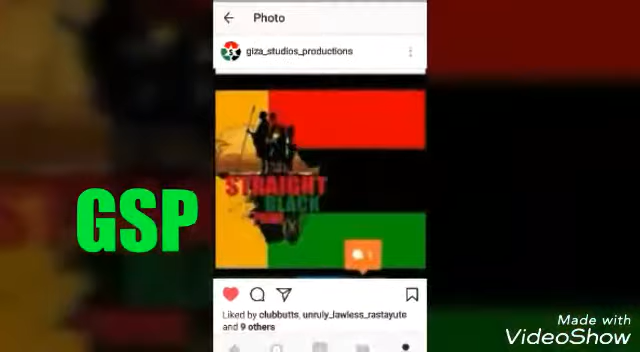 Photo
giza_studios_productions
STRAIGHT
BLACK
GSP
1
Liked by clubbutts, unruly_lawless_rastayute
and 9 others
Made with
VideoShow